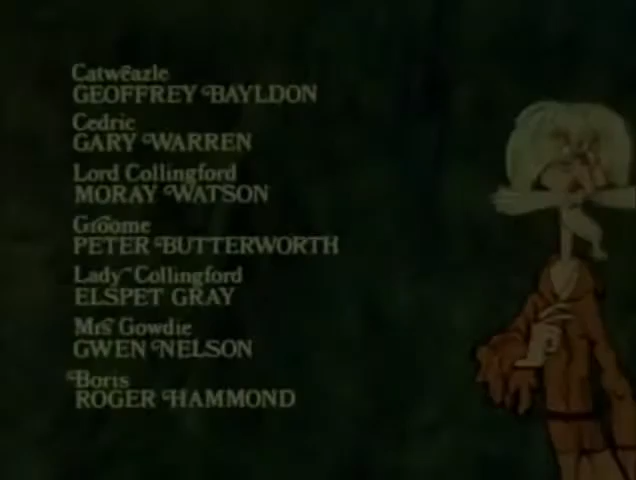 Catweazle
GEOFFREY BAYLDON
Cedric
GARY WARREN
Lord Collingford
MORAY WATSON
Groome
PETER BUTTERWORTH
Lady Collingford
ELSPET GRAY
Mrs Gowdie
GWEN NELSON
Boris
ROGER HAMMOND